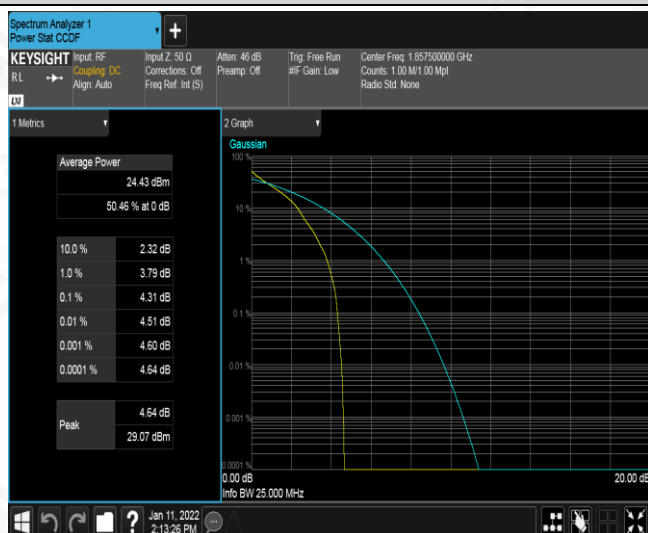 Spectrum Analyzer 1
Power Stat CCDF
+
KEYSIGHT
RL
LXI
Input: RF
Coupling: DC
Align: Auto
Input Z: 50 Ω
Corrections: Off
Freq Ref: Int (S)
Atten: 46 dB
Preamp: Off
Trig: Free Run
#IF Gain: Low
Center Freq: 1.857500000 GHz
Counts: 1.00 M/1.00 Mpt
Radio Std: None
1 Metrics
Average Power
24.43 dBm
50.46 % at 0 dB
10.0 % 2.32 dB
1.0 % 3.79 dB
0.1 % 4.31 dB
0.01 % 4.51 dB
0.001 % 4.60 dB
0.0001 % 4.64 dB
Peak
4.64 dB
29.07 dBm
2 Graph
Gaussian
100 %
10 %
1 %
0.1 %
0.01 %
0.001 %
0.0001 %
0.00 dB 20.00 dB
Info BW 25.000 MHz
?
Jan 11, 2022
2:13:26 PM